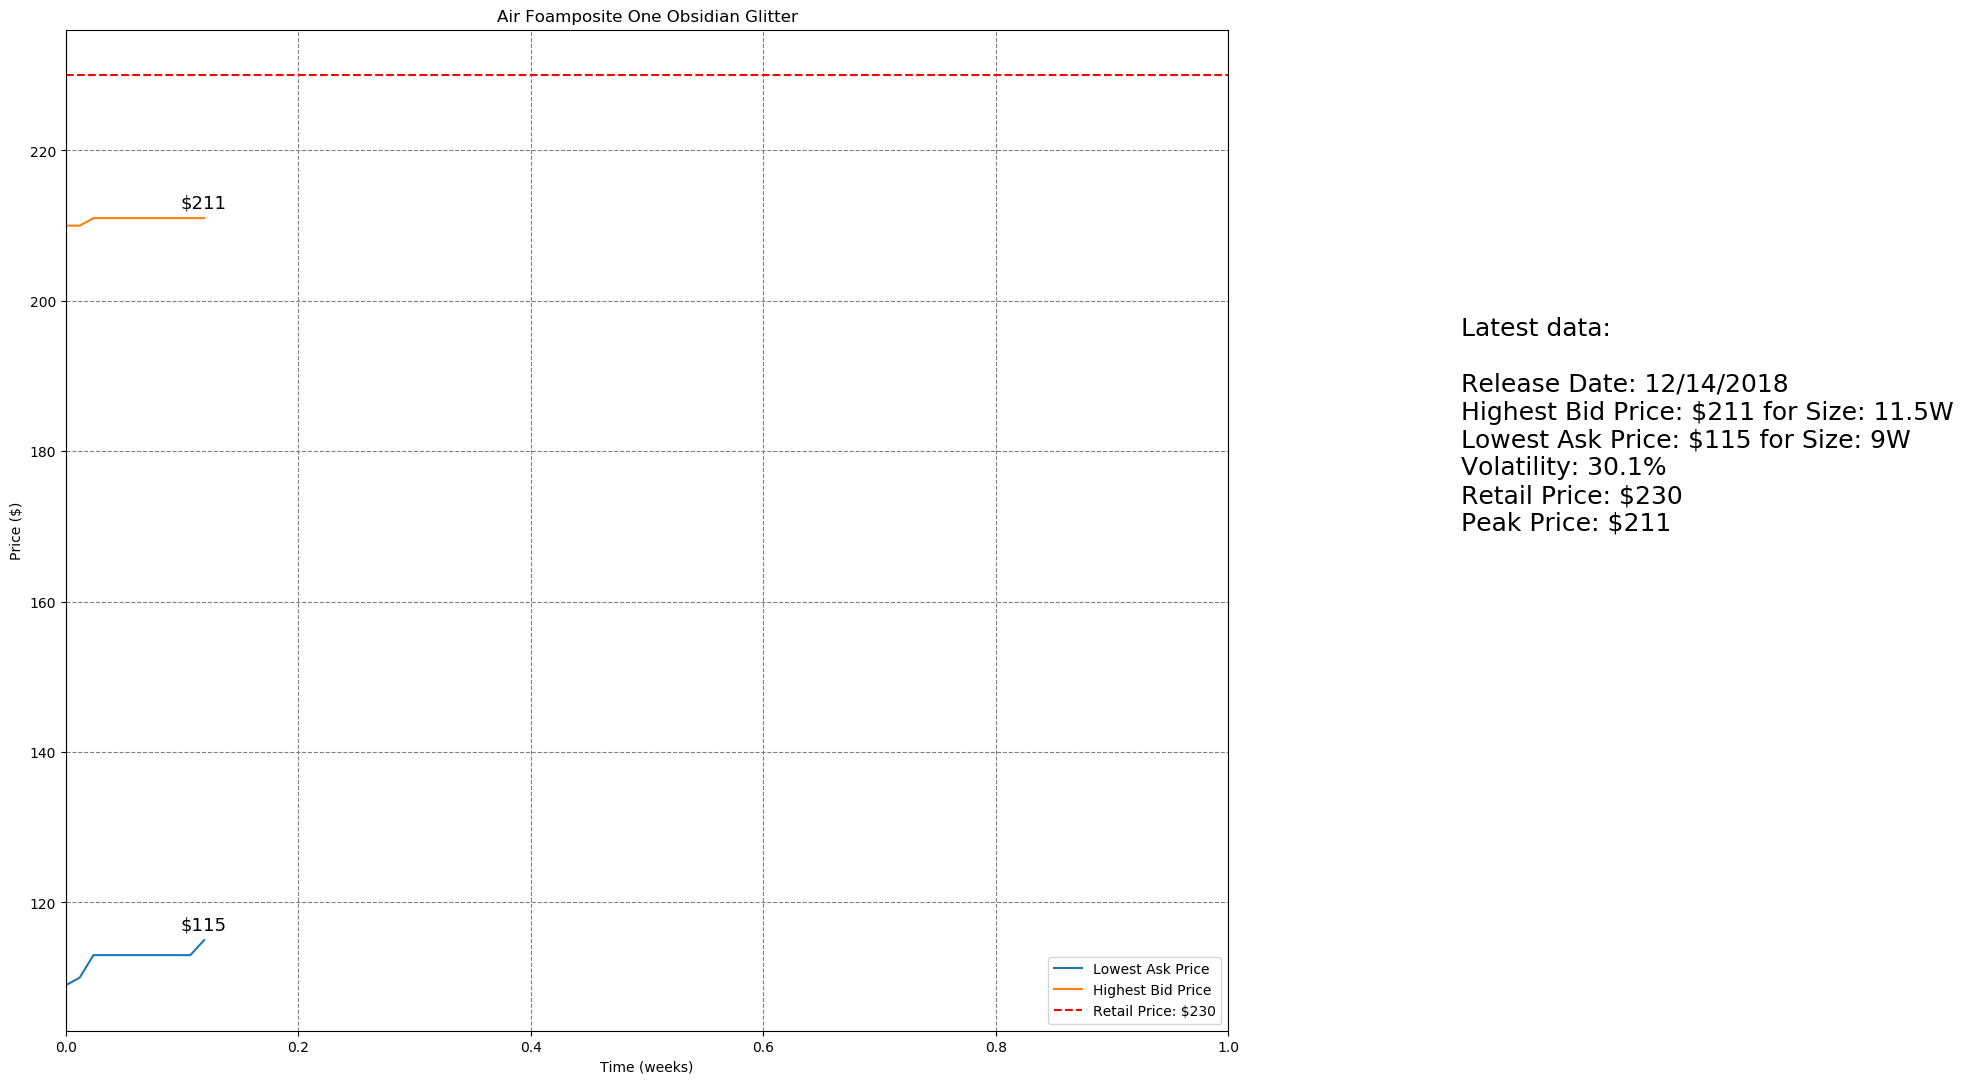 Air Foamposite One Obsidian Glitter
Price ($)
220
200
180
160
140
120
$211
$115
Lowest Ask Price
Highest Bid Price
Retail Price: $230
0.0 0.2 0.4 0.6 0.8 1.0
Time (weeks)
Latest data:
Release Date: 12/14/2018
Highest Bid Price: $211 for Size: 11.5W
Lowest Ask Price: $115 for Size: 9W
Volatility: 30.1%
Retail Price: $230
Peak Price: $211